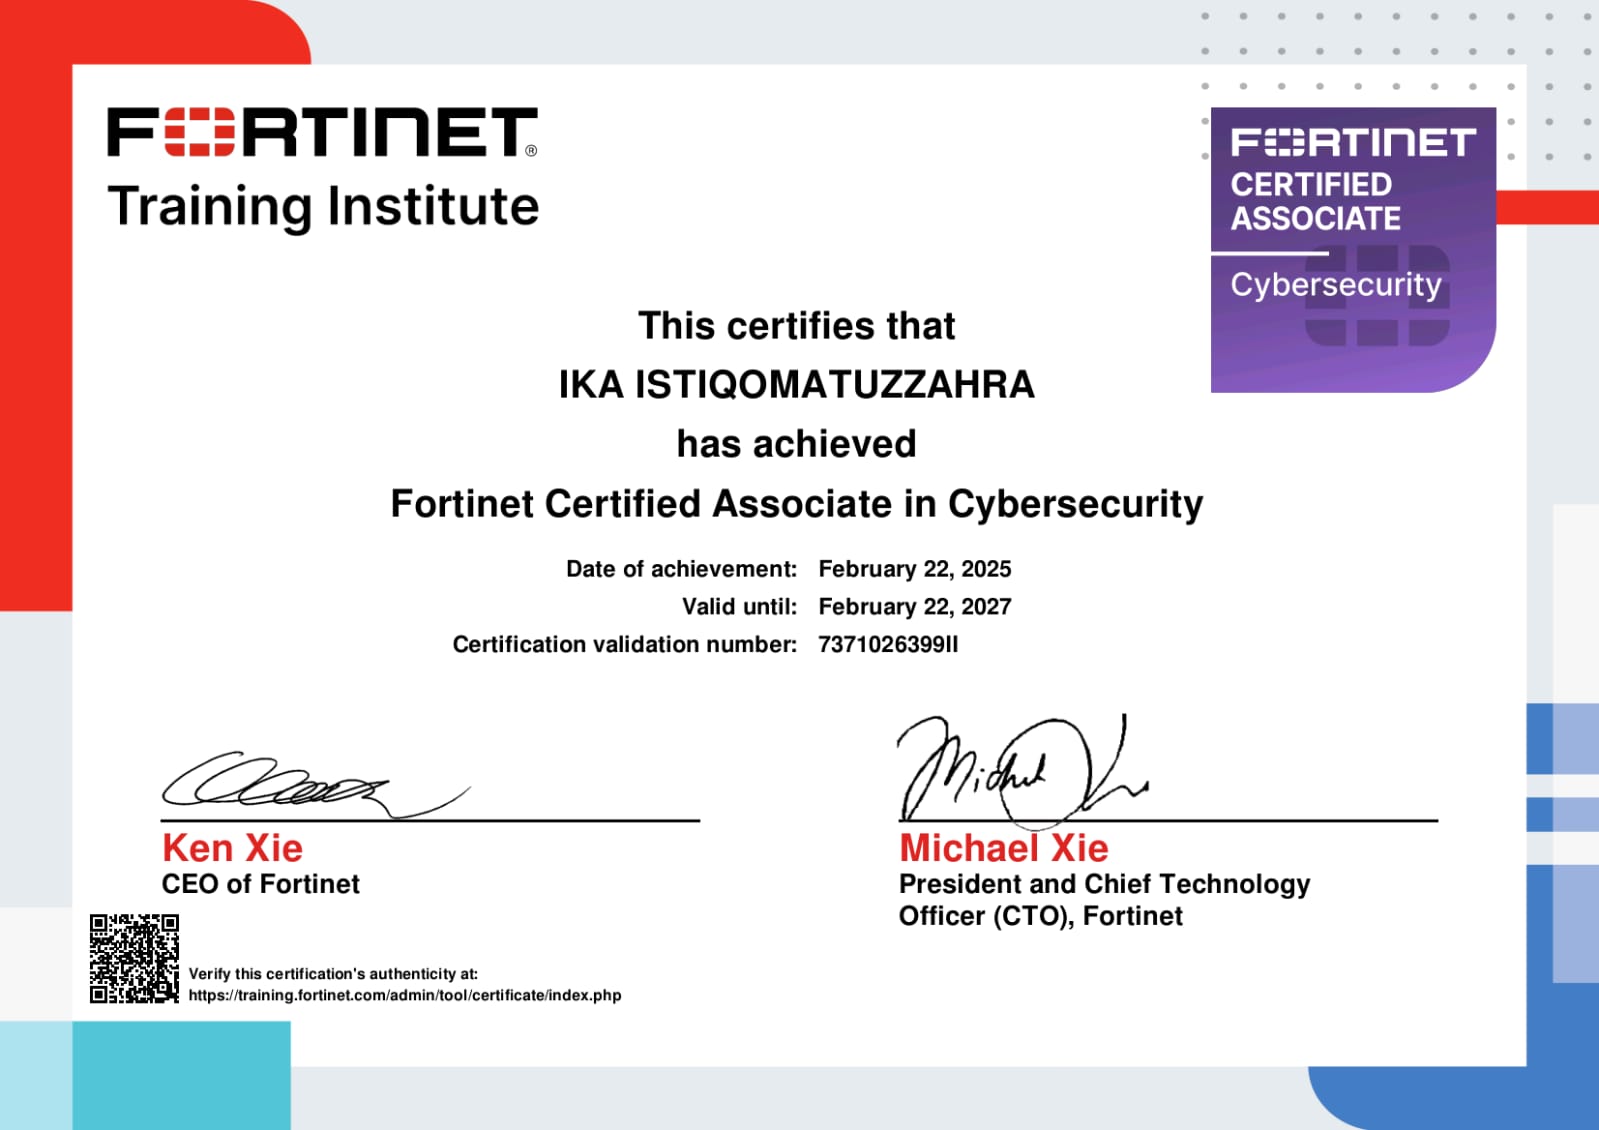 FORTINET®
Training Institute
FORTINET
CERTIFIED
ASSOCIATE
Cybersecurity
This certifies that
IKA ISTIQOMATUZZAHRA
has achieved
Fortinet Certified Associate in Cybersecurity
Date of achievement: February 22, 2025
Valid until: February 22, 2027
Certification validation number: 7371026399II
Ken Xie
CEO of Fortinet
Michael Xie
President and Chief Technology
Officer (CTO), Fortinet
Verify this certification's authenticity at:
https://training.fortinet.com/admin/tool/certificate/index.php